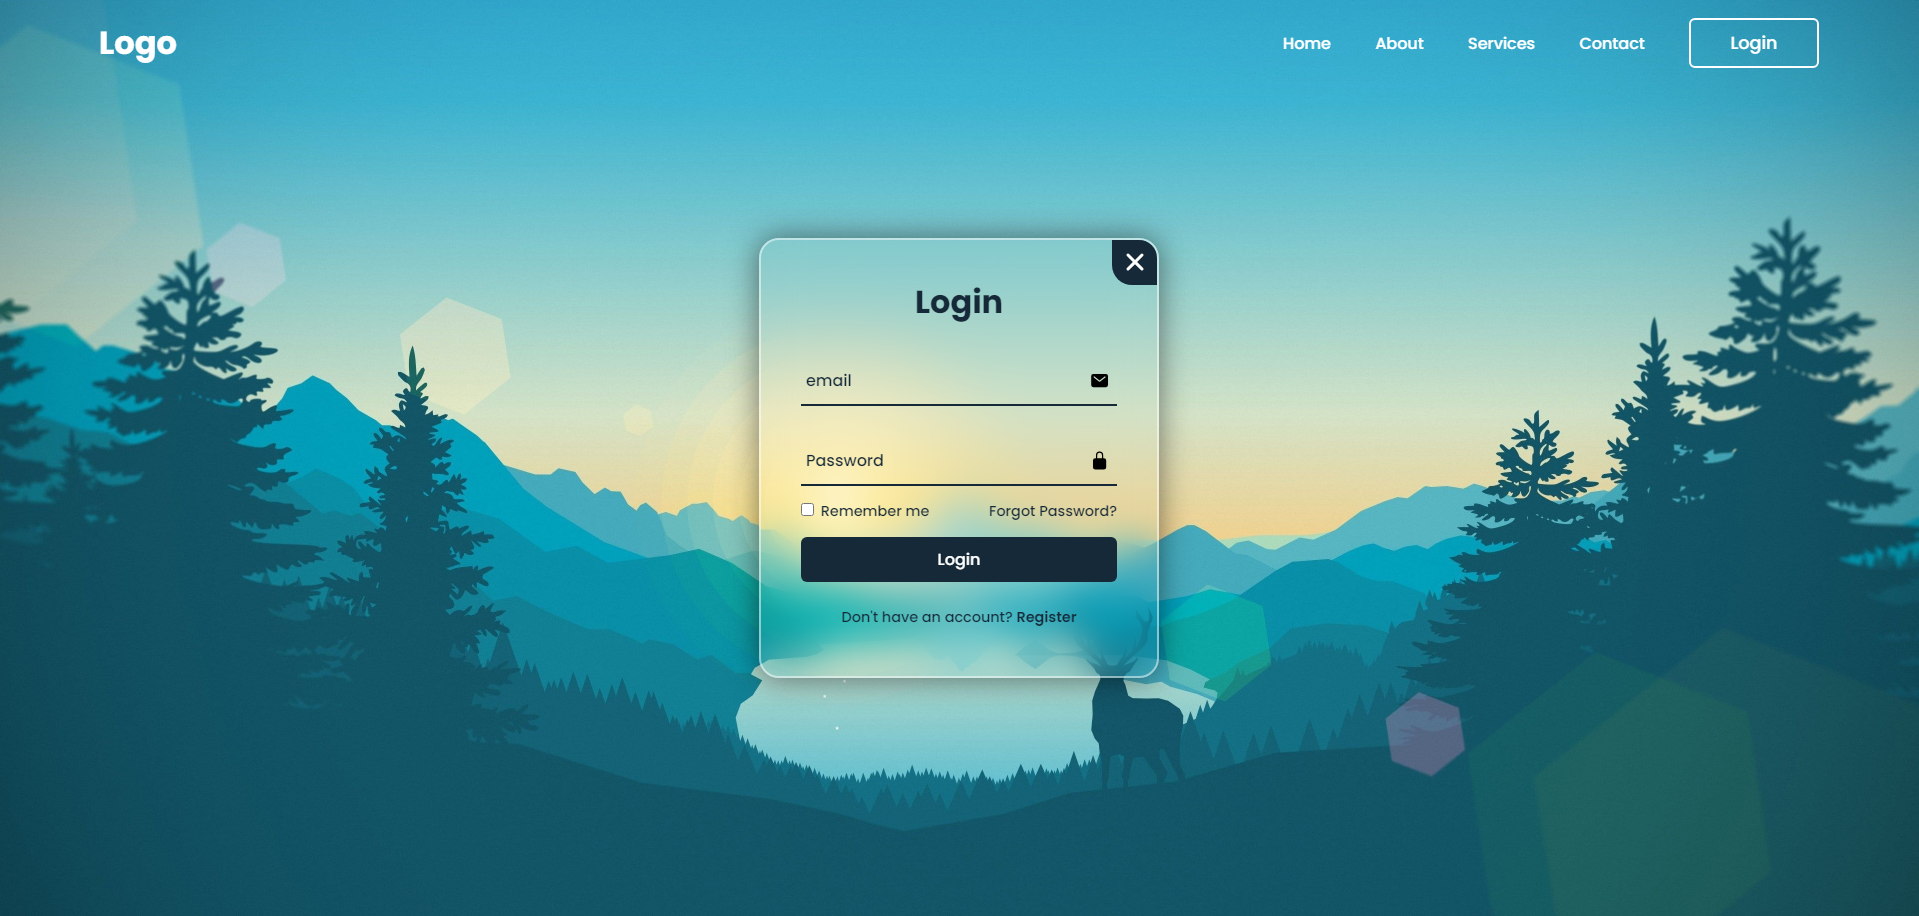 Logo
Home About Services Contact Login
Login
email
Password
Remember me Forgot Password?
Login
Don't have an account? Register